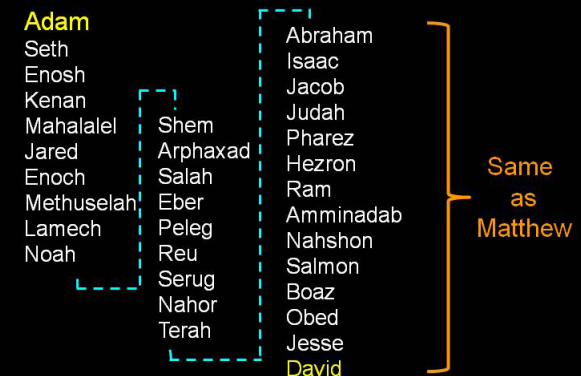 Adam
Seth
Enosh
Kenan
Mahalalel
Jared
Enoch
Methuselah
Lamech
Noah
Shem
Arphaxad
Salah
Eber
Peleg
Reu
Serug
Nahor
Terah
Abraham
Isaac
Jacob
Judah
Pharez
Hezron
Ram
Amminadab
Nahshon
Salmon
Boaz
Obed
Jesse
David
Same
as
Matthew